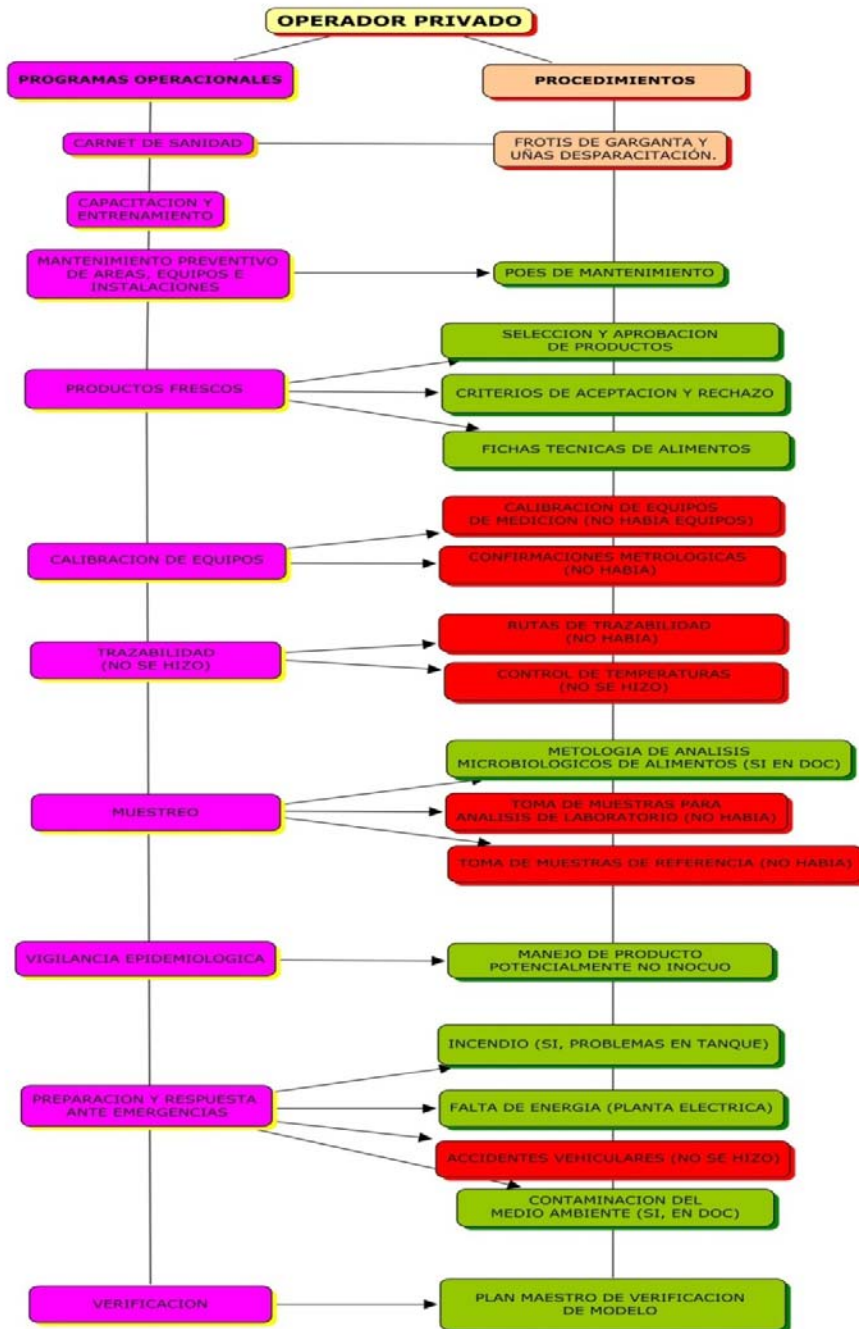 OPERADOR PRIVADO
PROGRAMAS OPERACIONALES
PROCEDIMIENTOS
CARNET DE SANIDAD
FROTIS DE GARGANTA Y
UÑAS DESPARACITACIÓN.
CAPACITACION Y
ENTRENAMIENTO
MANTENIMIENTO PREVENTIVO
DE AREAS, EQUIPOS E
INSTALACIONES
POES DE MANTENIMIENTO
PRODUCTOS FRESCOS
SELECCION Y APROBACION
DE PRODUCTOS
CRITERIOS DE ACEPTACION Y RECHAZO
FICHAS TECNICAS DE ALIMENTOS
CALIBRACION DE EQUIPOS
CALIBRACION DE EQUIPOS
DE MEDICION (NO HABIA EQUIPOS)
CONFIRMACIONES METROLOGICAS
(NO HABIA)
TRAZABILIDAD
(NO SE HIZO)
RUTAS DE TRAZABILIDAD
(NO HABIA)
CONTROL DE TEMPERATURAS
(NO SE HIZO)
MUESTREO
METOLOGIA DE ANALISIS
MICROBIOLOGICOS DE ALIMENTOS (SI EN DOC)
TOMA DE MUESTRAS PARA
ANALISIS DE LABORATORIO (NO HABIA)
TOMA DE MUESTRAS DE REFERENCIA (NO HABIA)
VIGILANCIA EPIDEMIOLOGICA
MANEJO DE PRODUCTO
POTENCIALMENTE NO INOCUO
PREPARACION Y RESPUESTA
ANTE EMERGENCIAS
INCENDIO (SI, PROBLEMAS EN TANQUE)
FALTA DE ENERGIA (PLANTA ELECTRICA)
ACCIDENTES VEHICULARES (NO SE HIZO)
CONTAMINACION DEL
MEDIO AMBIENTE (SI, EN DOC)
VERIFICACION
PLAN MAESTRO DE VERIFICACION
DE MODELO